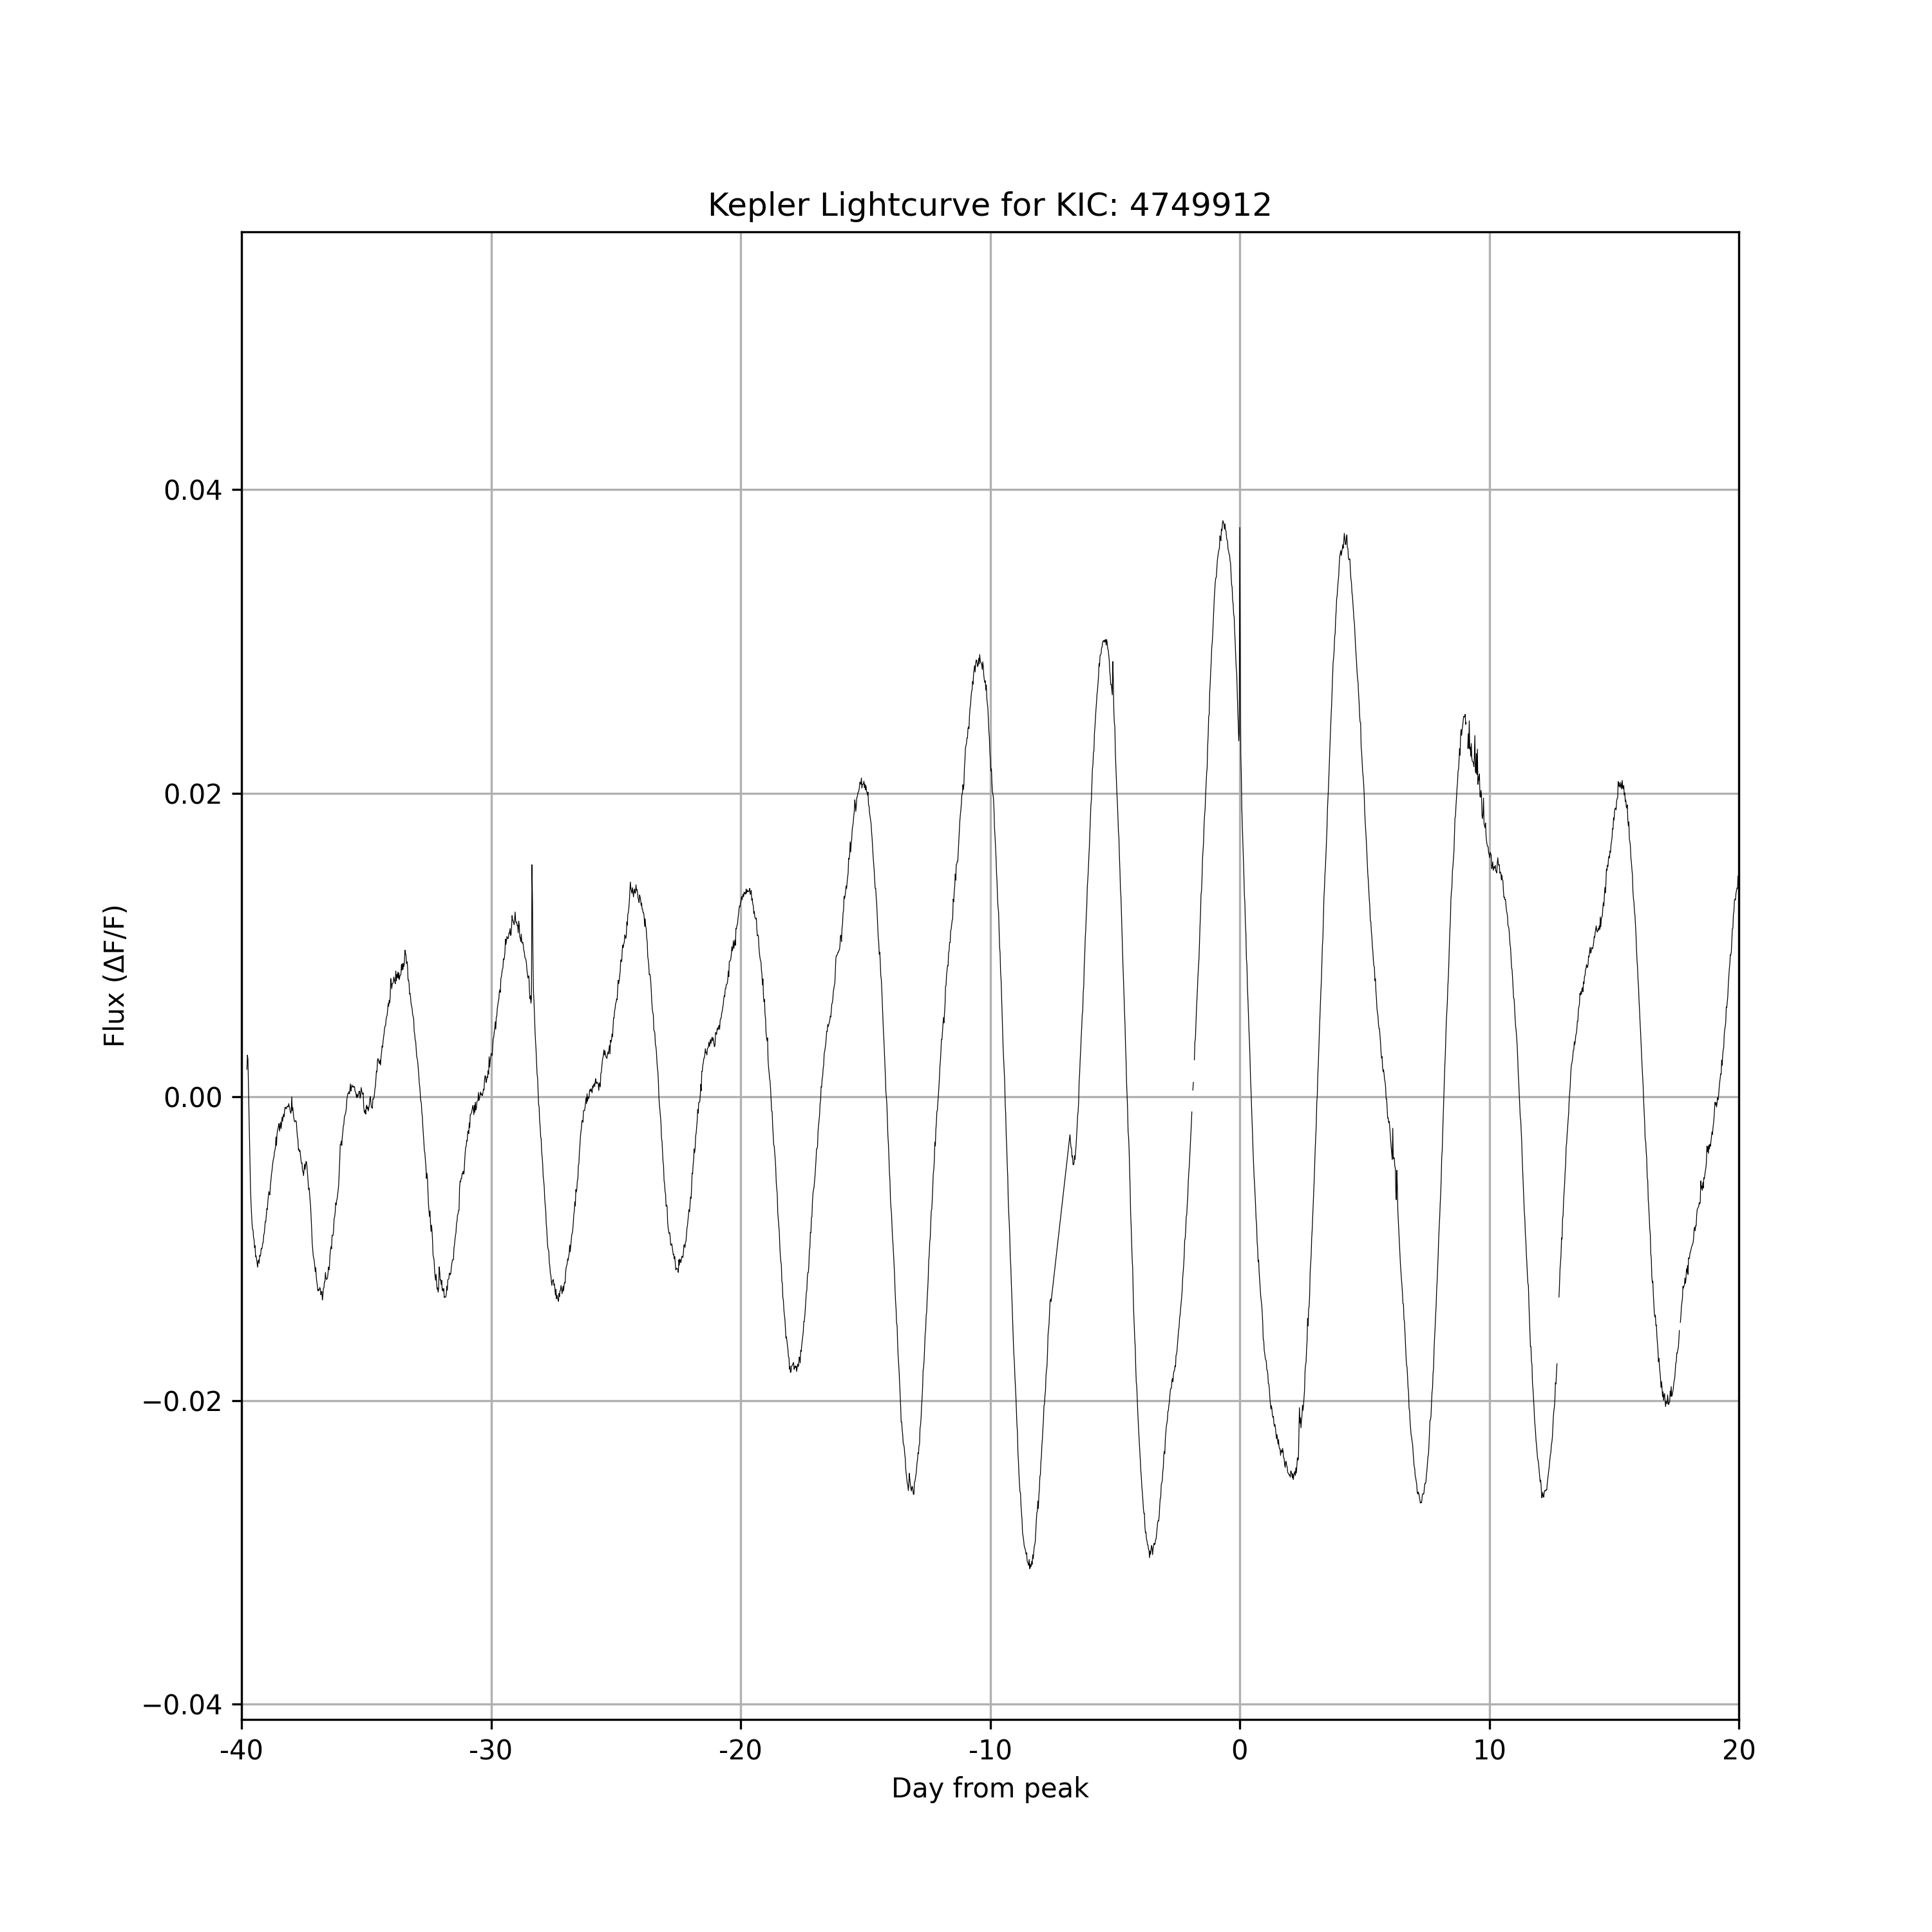 Kepler Lightcurve for KIC: 4749912
Flux (ΔF/F)
0.04
0.02
0.00
−0.02
−0.04
-40 -30 -20 -10 0 10 20
Day from peak